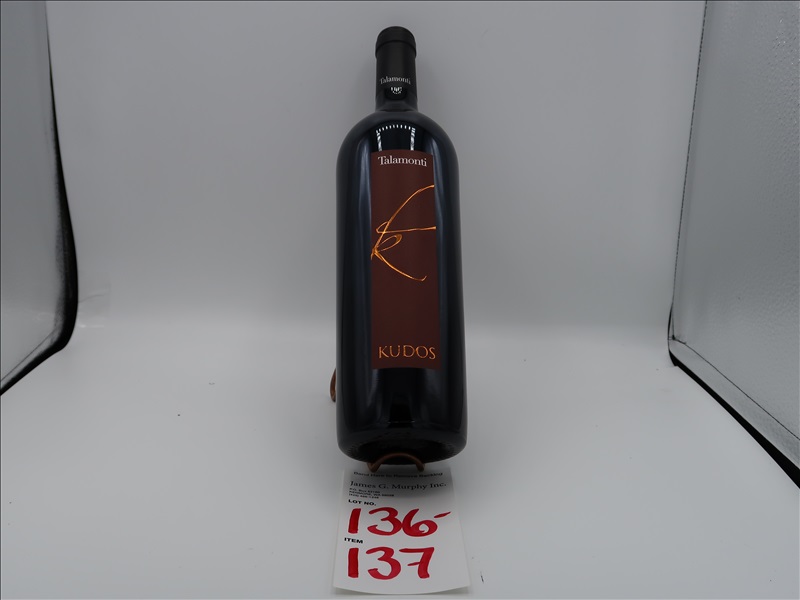 Talamonti
Talamonti
KUDOS
James G. Murphy Inc.
LOT NO.
136-
ITEM
137